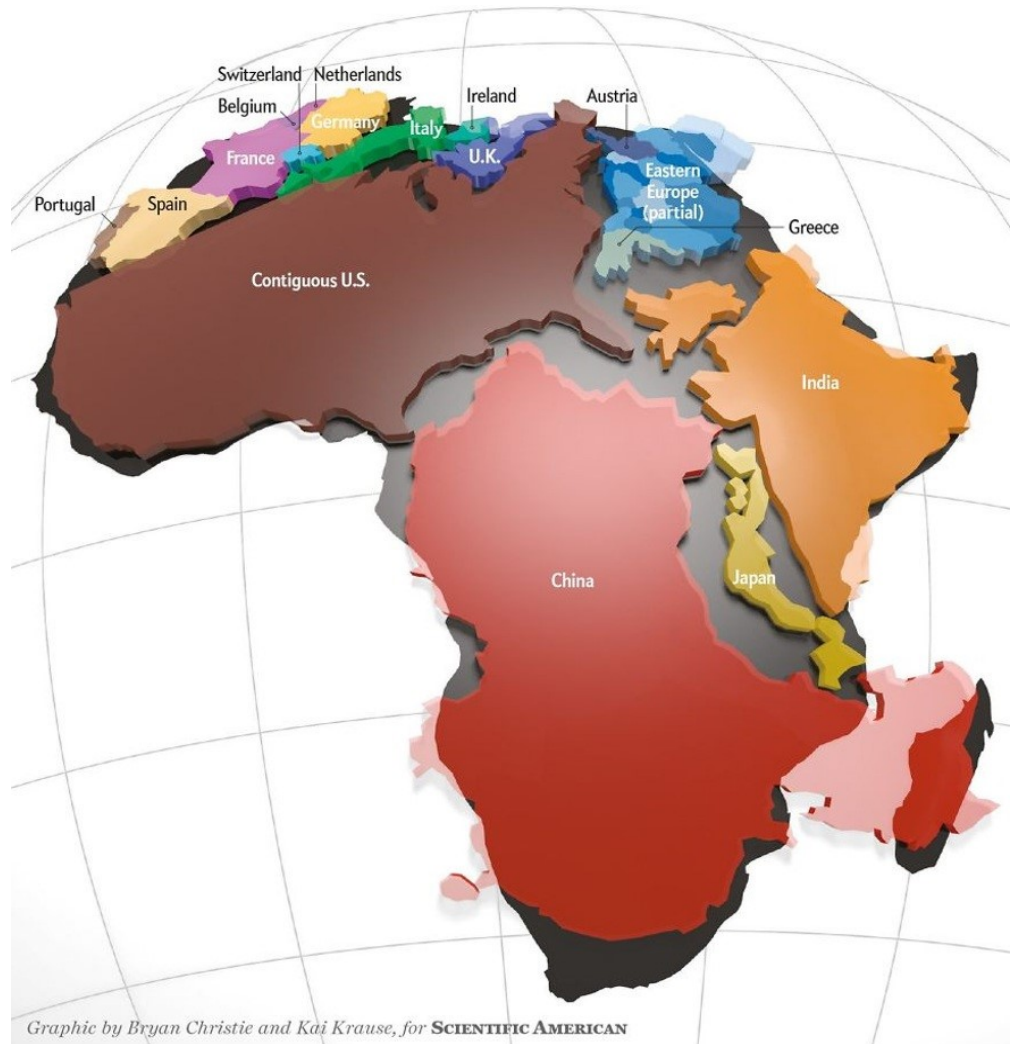 Switzerland
Netherlands
Belgium
Germany
Italy
Ireland
Austria
France
U.K.
Eastern
Europe
(partial)
Portugal
Spain
Greece
Contiguous U.S.
India
China
Japan
Graphic by Bryan Christie and Kai Krause, for SCIENTIFIC AMERICAN